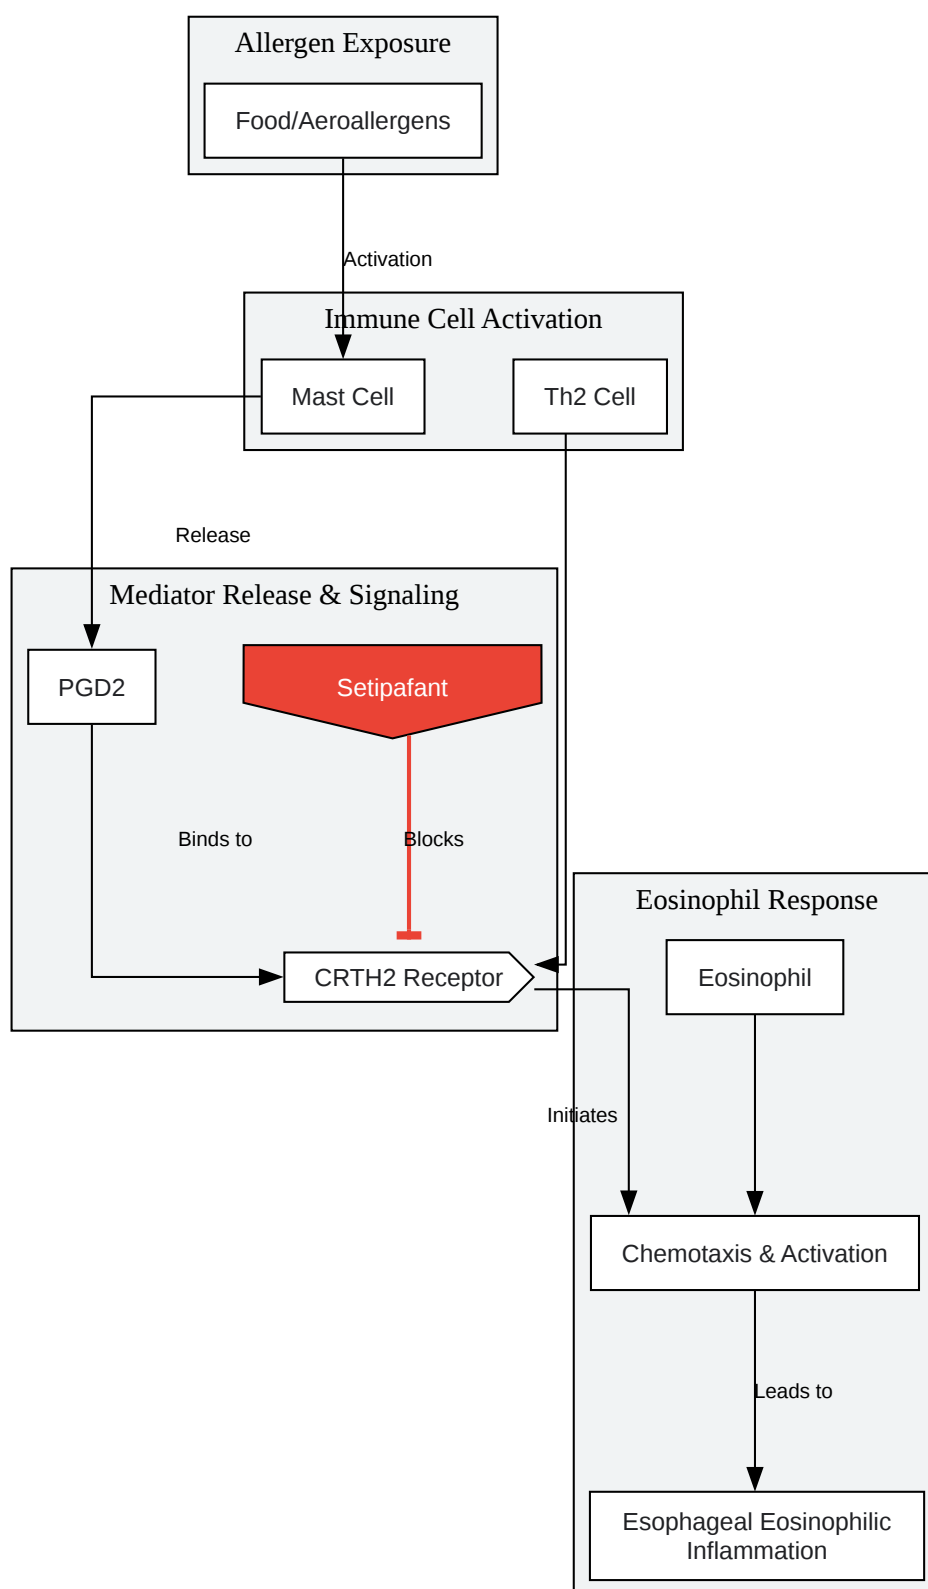 Allergen Exposure
Food/Aeroallergens
Activation
Immune Cell Activation
Mast Cell
Th2 Cell
Release
Mediator Release & Signaling
PGD2
Setipafant
Binds to
Blocks
Eosinophil Response
CRTH2 Receptor
Eosinophil
Initiates
Chemotaxis & Activation
Leads to
Esophageal Eosinophilic
Inflammation